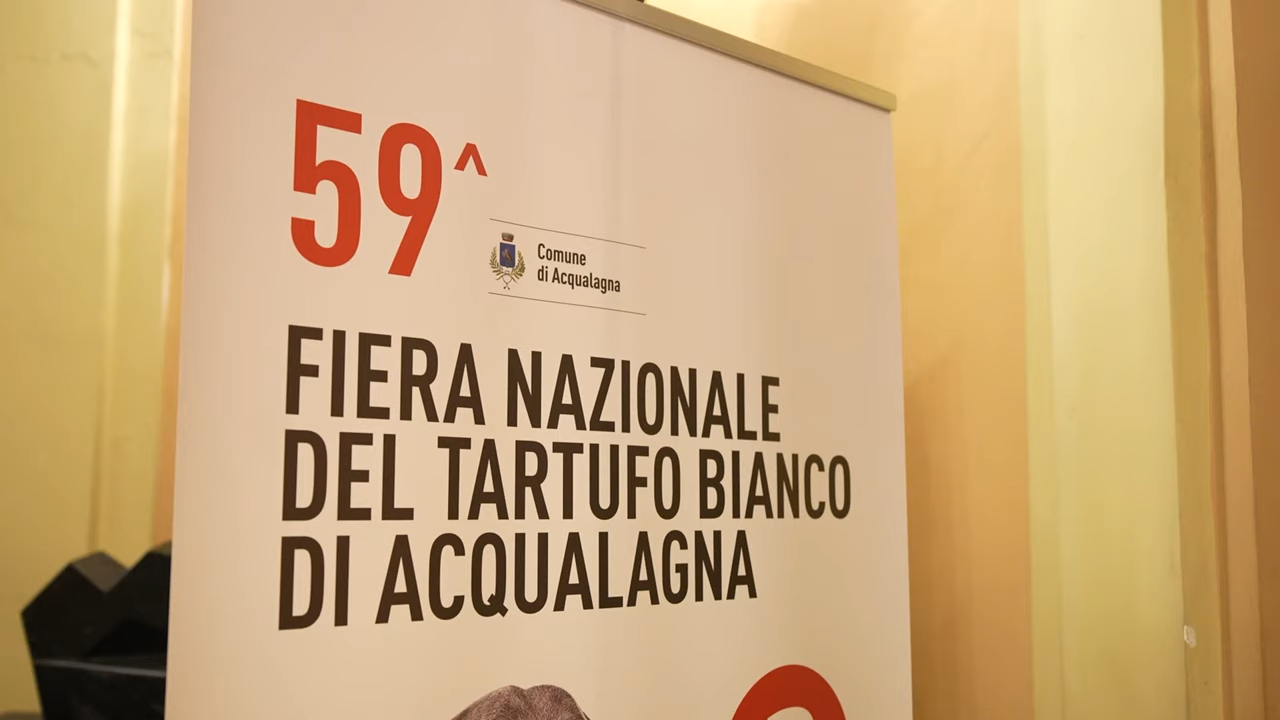 59^
Comune
di Acqualagna
FIERA NAZIONALE
DEL TARTUFO BIANCO
DI ACQUALAGNA